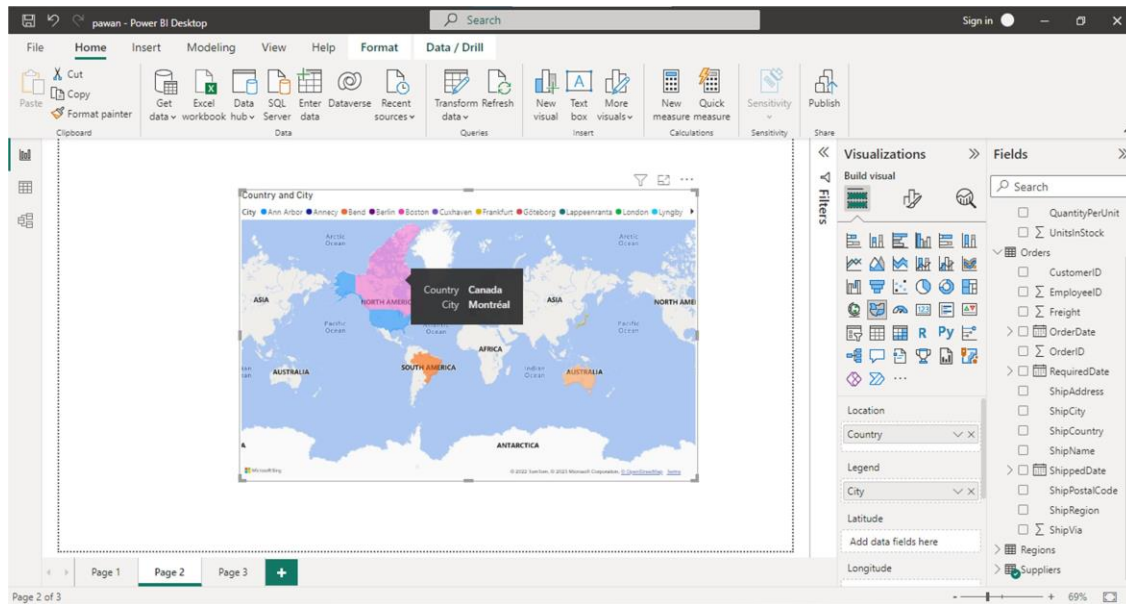 pawan - Power BI Desktop
Search
Sign in
File Home Insert Modeling View Help Format Data / Drill
Paste
Cut
Copy
Format painter
Clipboard
Get data
Excel workbook
Data hub
SQL Server
Enter data
Dataverse
Recent sources
Data
Transform data
Refresh
Queries
New visual
Text box
More visuals
Insert
New measure
Quick measure
Calculations
Sensitivity
Sensitivity
Publish
Share
Country and City
City Ann Arbor Annecy Bend Berlin Boston Cuxhaven Frankfurt Göteborg Lappeenranta London Lyngby
Arctic Ocean
Arctic Ocean
ASIA
NORTH AMERIC
ASIA
NORTH AMEI
Pacific Ocean
Pacific Ocean
AFRICA
AUSTRALIA
SOUTH AMERICA
Indian Ocean
AUSTRALIA
ANTARCTICA
Country Canada
City Montréal
Microsoft Bing
© 2022 TomTom, © 2023 Microsoft Corporation, © OpenStreetMap Terms
Filters
Visualizations
Build visual
R Py
123
Location
Country
Legend
City
Latitude
Add data fields here
Longitude
Fields
Search
QuantityPerUnit
UnitsInStock
Orders
CustomerID
EmployeeID
Freight
OrderDate
OrderID
RequiredDate
ShipAddress
ShipCity
ShipCountry
ShipName
ShippedDate
ShipPostalCode
ShipRegion
ShipVia
Regions
Suppliers
Page 1 Page 2 Page 3
Page 2 of 3
69%